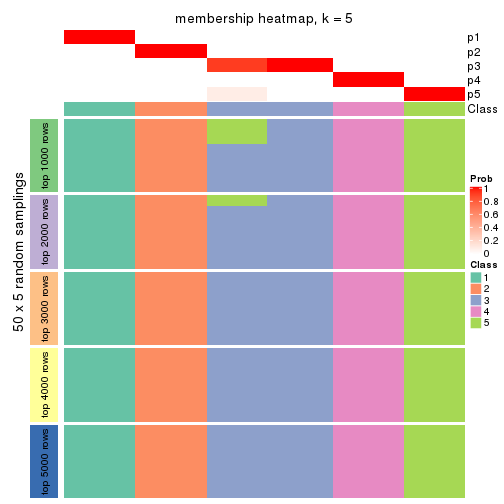 membership heatmap, k = 5
p1
p2
p3
p4
p5
Class
50 x 5 random samplings
top 1000 rows
top 2000 rows
top 3000 rows
top 4000 rows
top 5000 rows
Prob
1
0.8
0.6
0.4
0.2
0
Class
1
2
3
4
5